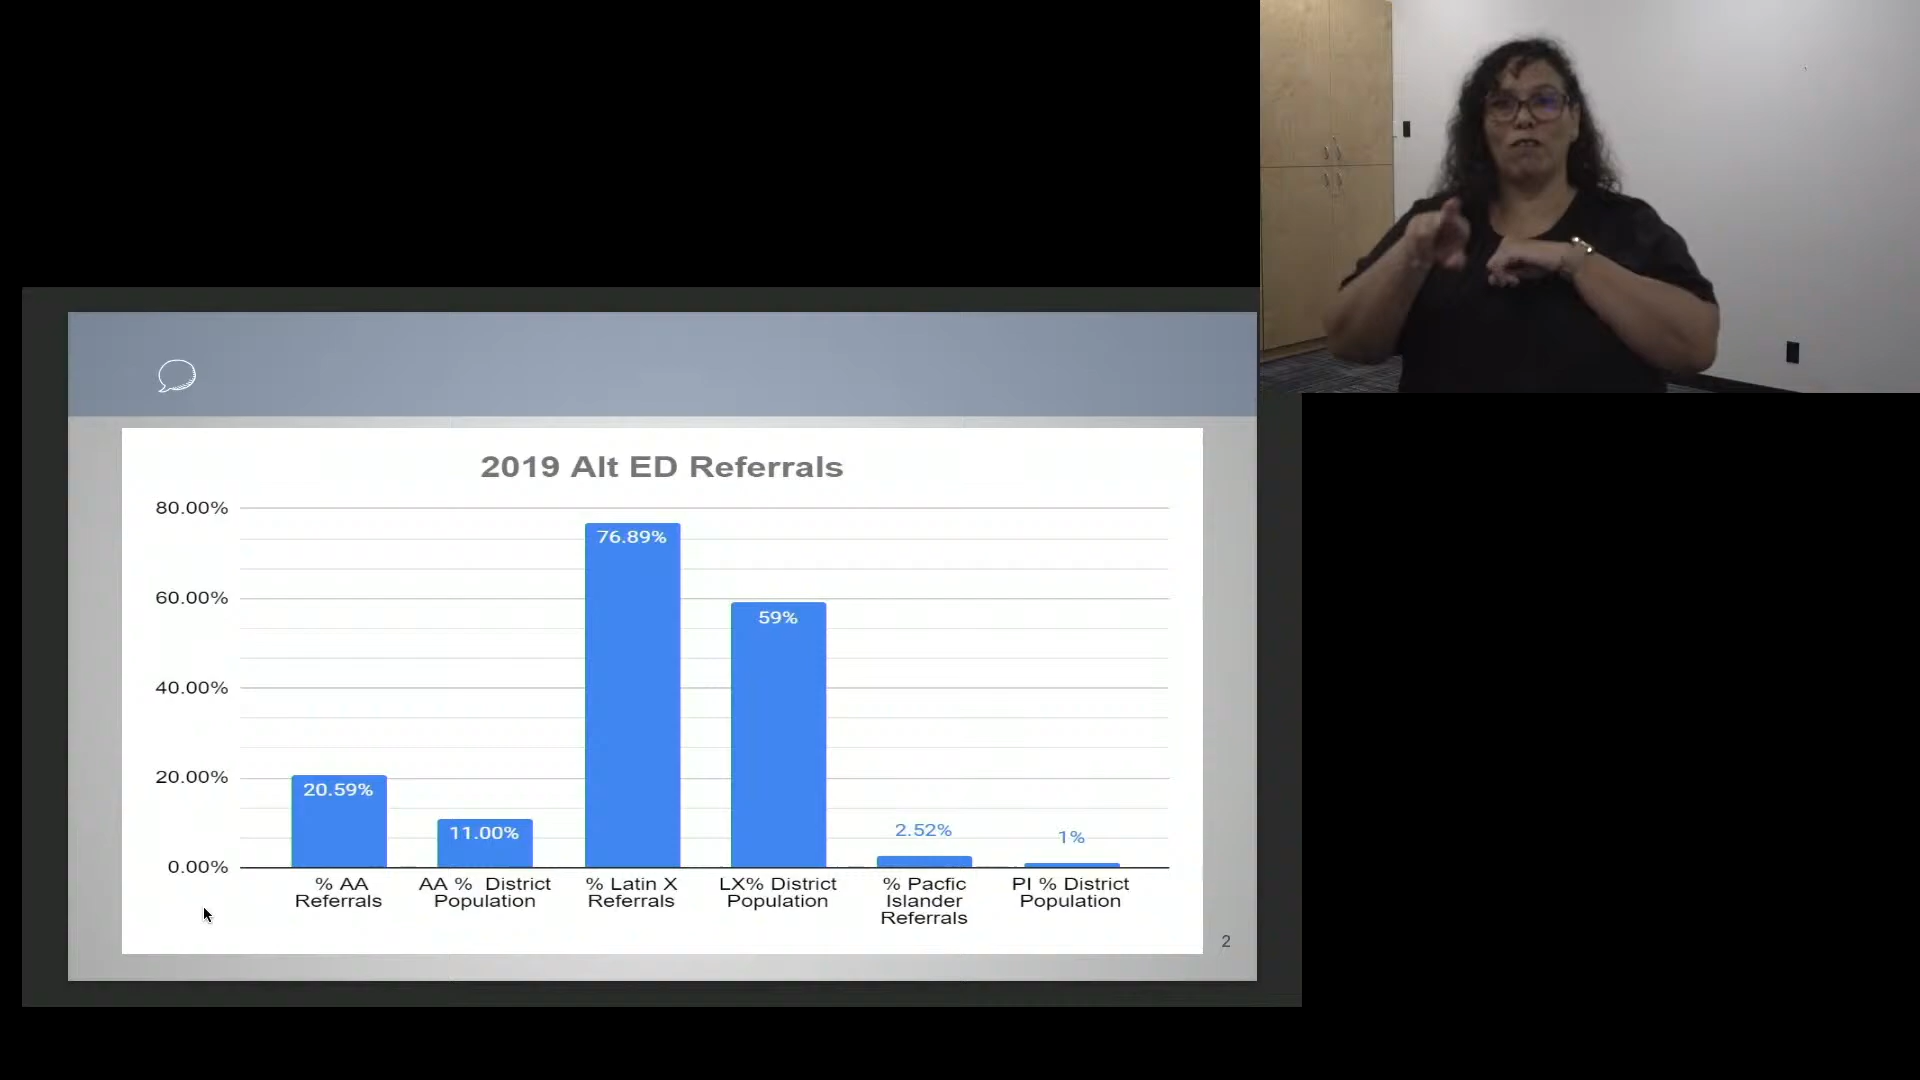 2019 Alt ED Referrals
80.00%
60.00%
40.00%
20.00%
0.00%
20.59%
11.00%
76.89%
59%
2.52%
1%
% AA
Referrals
AA % District
Population
% Latin X
Referrals
LX% District
Population
% Pacfic
Islander
Referrals
PI % District
Population
2